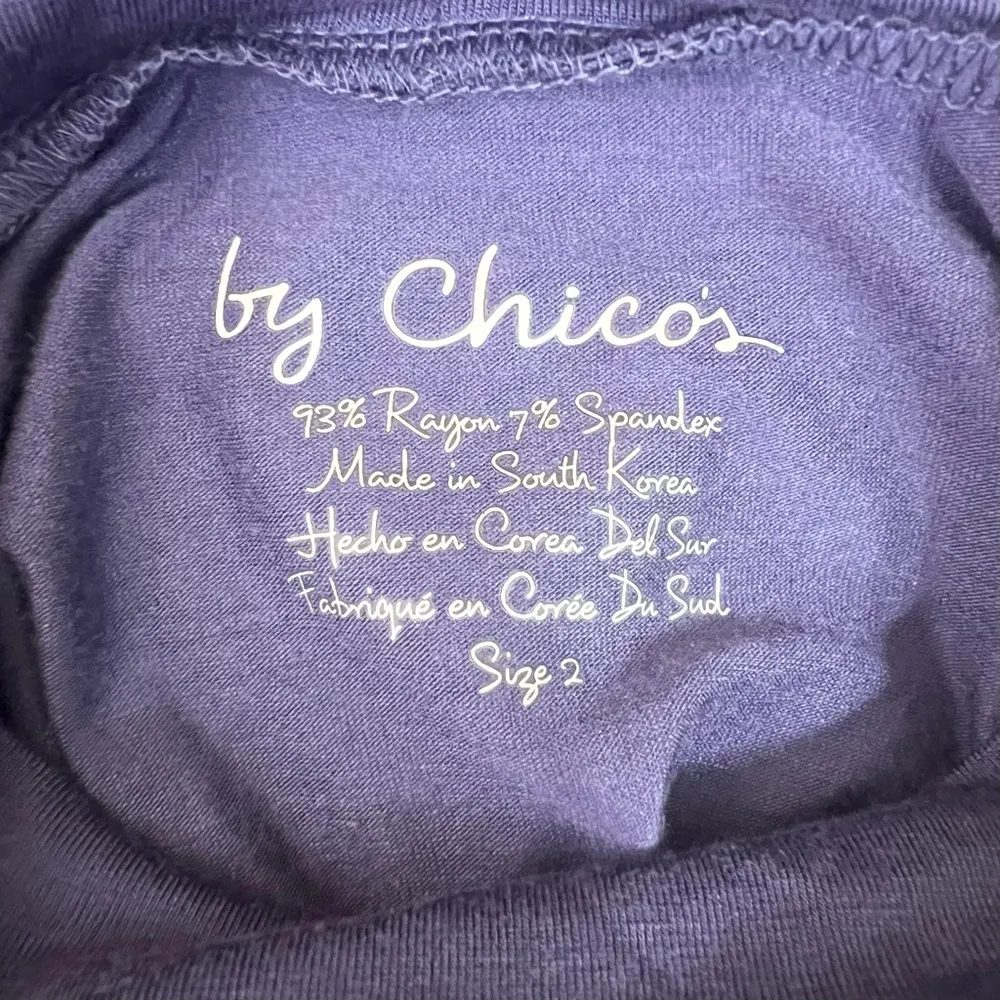 by Chico's
93% Rayon 7% Spandex
Made in South Korea
Hecho en Corea Del Sur
Fabriqué en Corée Du Sud
Size 2